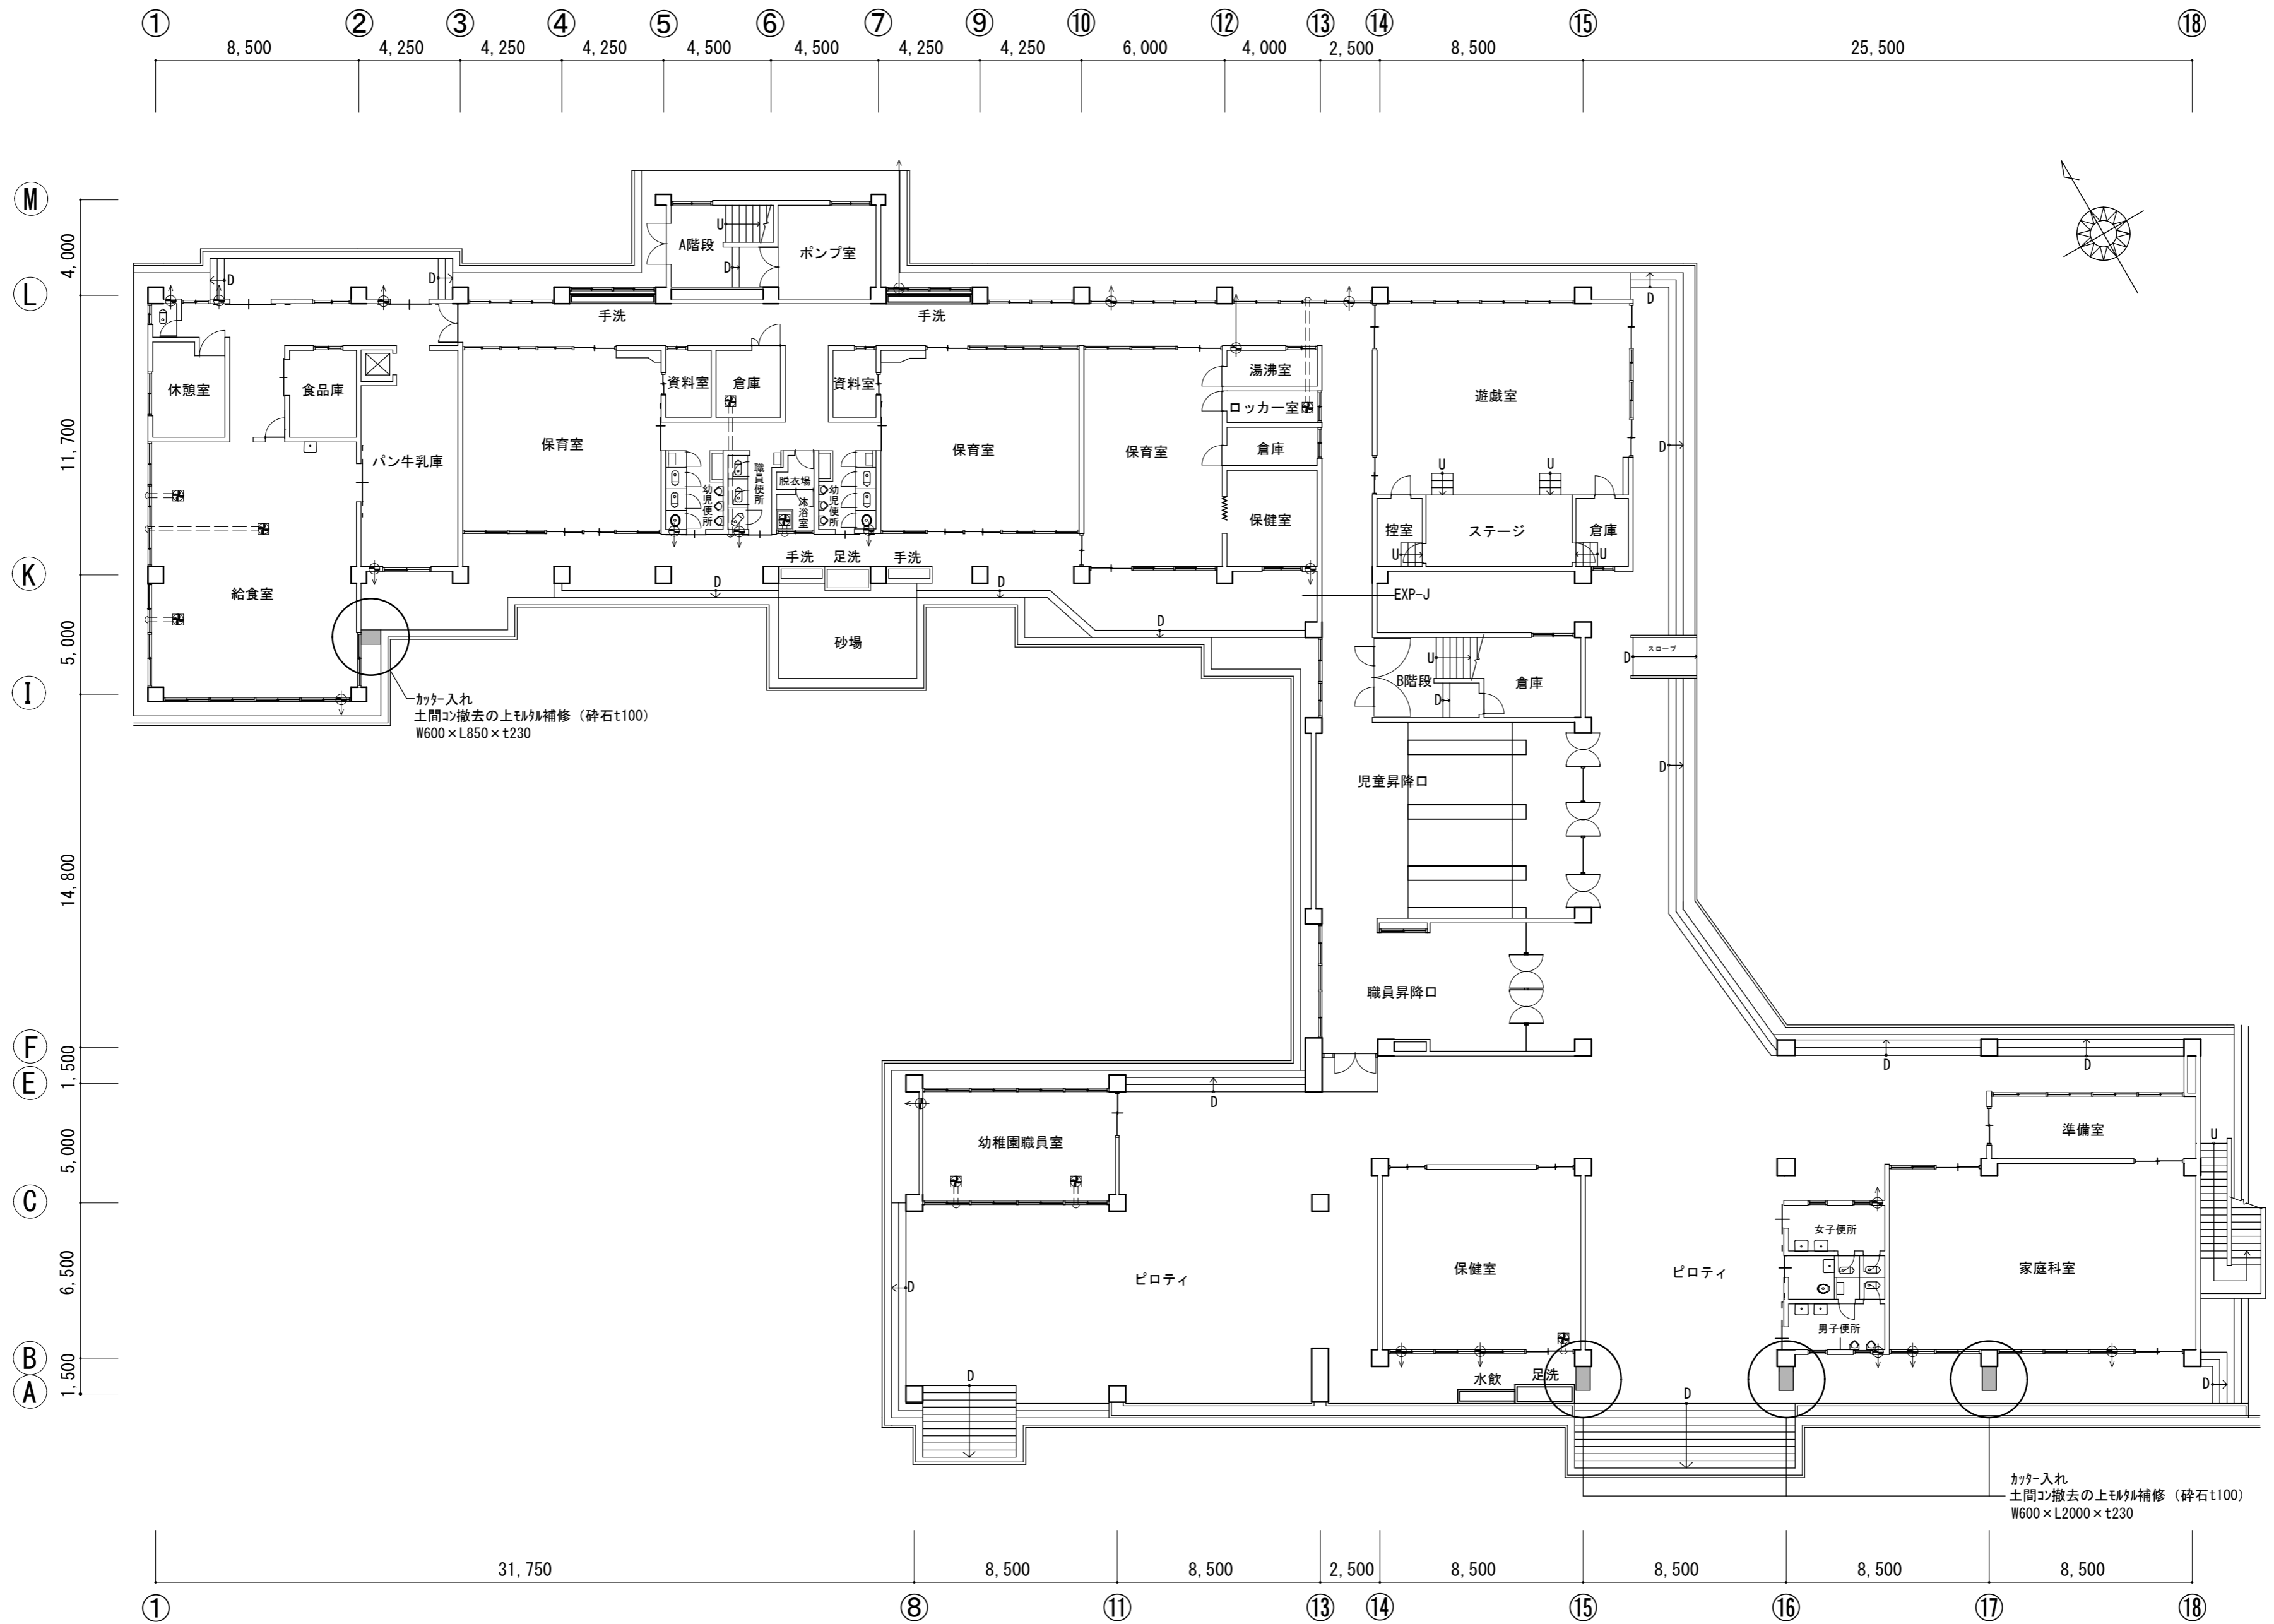 ① ② ③ ④ ⑤ ⑥ ⑦ ⑨ ⑩ ⑫ ⑬ ⑭ ⑮ ⑱
8,500 4,250 4,250 4,250 4,500 4,500 4,250 4,250 6,000 4,000 2,500 8,500 25,500
Ⓜ
4,000
Ⓛ
11,700
Ⓚ
5,000
Ⓘ
14,800
Ⓕ
1,500
Ⓔ
5,000
Ⓒ
6,500
Ⓑ
1,500
Ⓐ
U
A階段
D
ポンプ室
D
D
D
手洗
手洗
休憩室
食品庫
資料室
倉庫
資料室
湯沸室
ロッカー室
倉庫
遊戯室
D
パン牛乳庫
保育室
保育室
保育室
幼児便所
職員便所
脱衣場
沐浴室
幼児便所
保健室
U
U
控室
ステージ
倉庫
U
U
手洗
足洗
手洗
D
D
D
給食室
EXP-J
砂場
スロープ
D
U
B階段
D
倉庫
カッター入れ
土間コン撤去の上モルタル補修（砕石t100）
W600×L850×t230
D
児童昇降口
職員昇降口
D
D
D
幼稚園職員室
準備室
U
女子便所
ピロティ
保健室
ピロティ
家庭科室
D
男子便所
水飲
足洗
D
D
D
カッター入れ
土間コン撤去の上モルタル補修（砕石t100）
W600×L2000×t230
31,750 8,500 8,500 2,500 8,500 8,500 8,500 8,500
① ⑧ ⑪ ⑬ ⑭ ⑮ ⑯ ⑰ ⑱